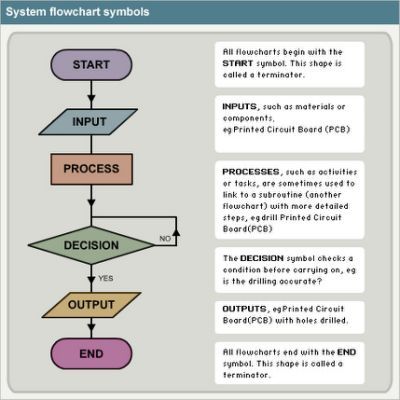 System flowchart symbols
START
All flowcharts begin with the
START symbol. This shape is
called a terminator.
INPUT
INPUTS, such as materials or
components,
eg Printed Circuit Board (PCB)
PROCESS
PROCESSES, such as activities
or tasks, are sometimes used to
link to a subroutine (another
flowchart) with more detailed
steps, eg drill Printed Circuit
Board(PCB)
DECISION
NO
YES
The DECISION symbol checks a
condition before carrying on, eg
is the drilling accurate?
OUTPUT
OUTPUTS, eg Printed Circuit
Board(PCB) with holes drilled.
END
All flowcharts end with the END
symbol. This shape is called a
terminator.